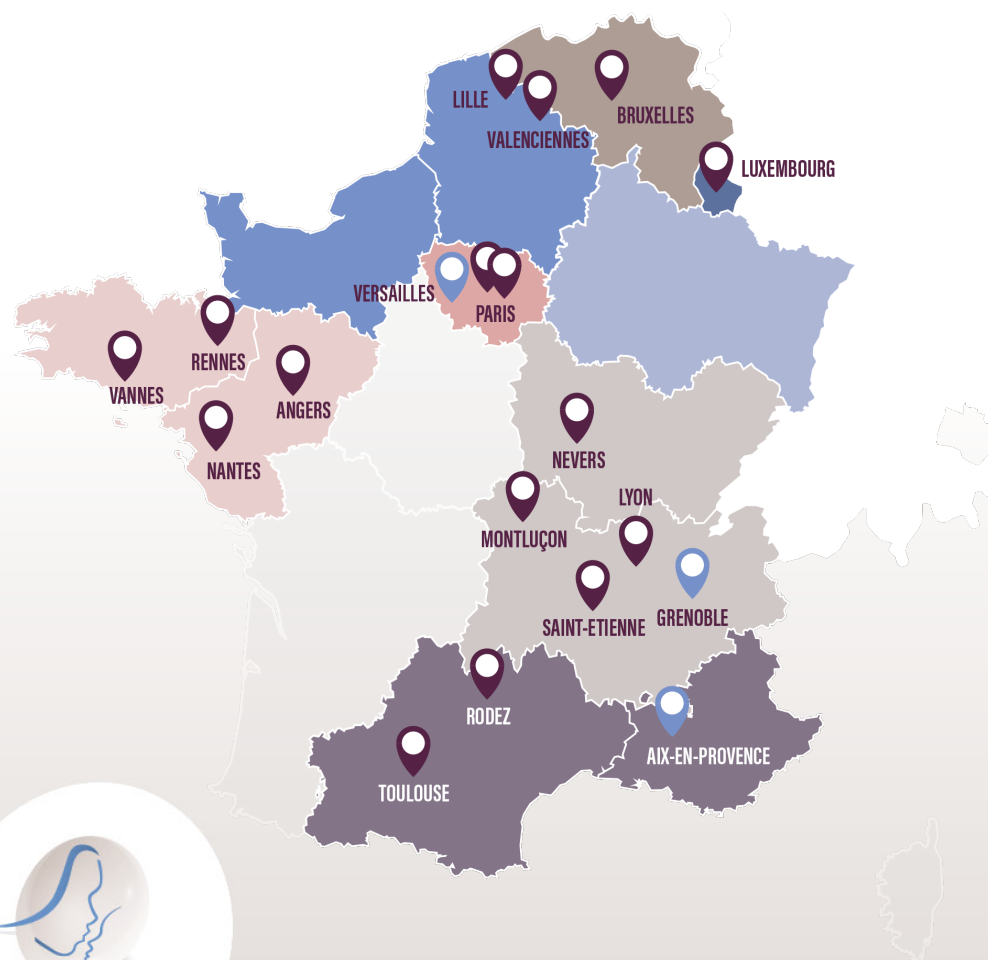 LILLE
BRUXELLES
VALENCIENNES
LUXEMBOURG
VERSAILLES
PARIS
RENNES
VANNES
ANGERS
NANTES
NEVERS
LYON
MONTLUÇON
SAINT-ETIENNE
GRENOBLE
RODEZ
AIX-EN-PROVENCE
TOULOUSE